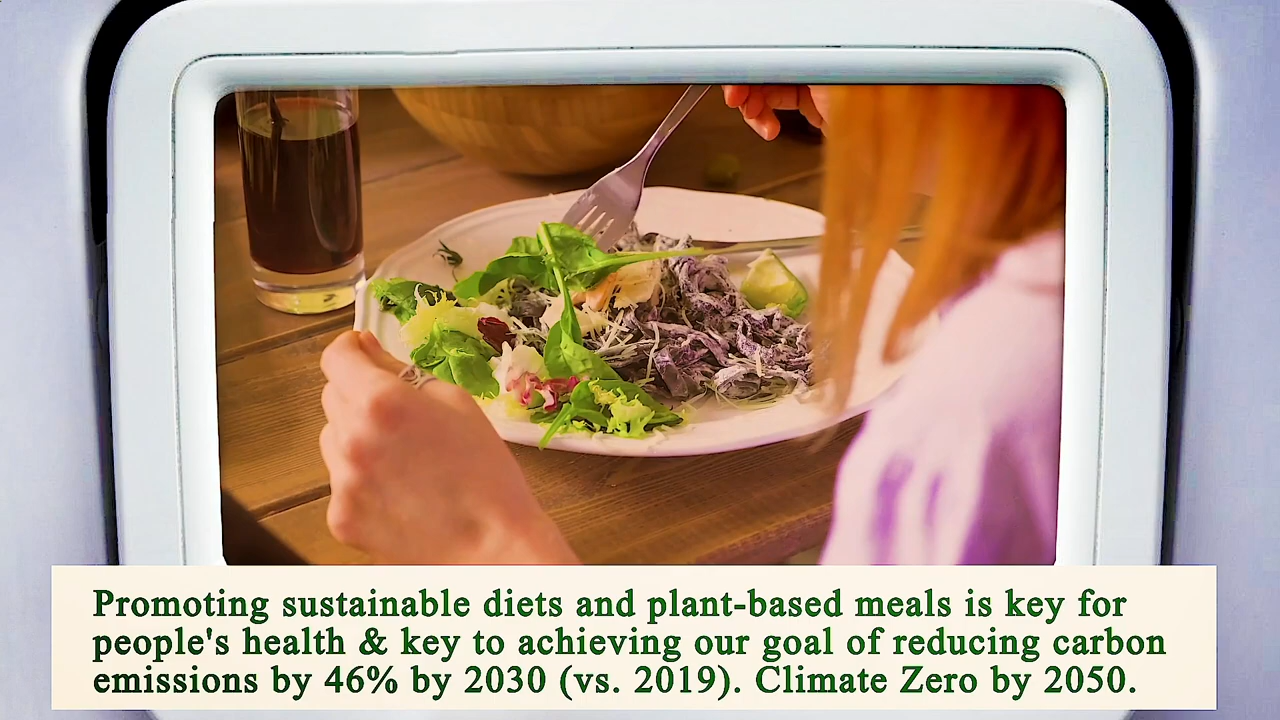 Promoting sustainable diets and plant-based meals is key for
people's health & key to achieving our goal of reducing carbon
emissions by 46% by 2030 (vs. 2019). Climate Zero by 2050.